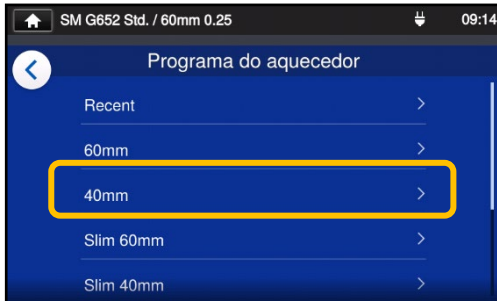 SM G652 Std. / 60mm 0.25 09:14
Programa do aquecedor
Recent
60mm
40mm
Slim 60mm
Slim 40mm